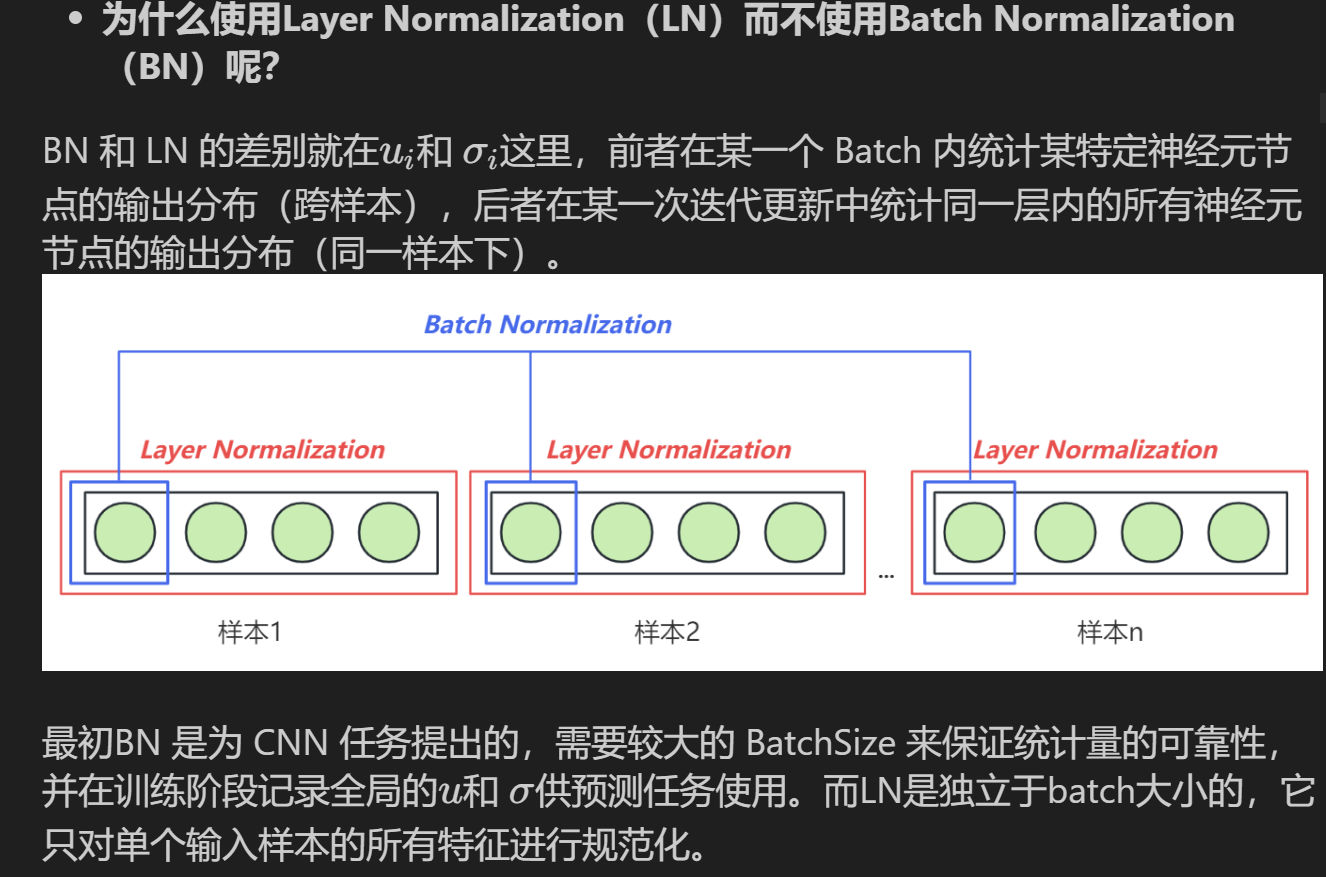 • 为什么使用Layer Normalization（LN）而不使用Batch Normalization
（BN）呢？
BN 和 LN 的差别就在uᵢ和 σᵢ这里，前者在某一个 Batch 内统计某特定神经元节
点的输出分布（跨样本），后者在某一次迭代更新中统计同一层内的所有神经元
节点的输出分布（同一样本下）。
Batch Normalization
Layer Normalization Layer Normalization Layer Normalization
...
样本1 样本2 样本n
最初BN 是为 CNN 任务提出的，需要较大的 BatchSize 来保证统计量的可靠性，
并在训练阶段记录全局的u和 σ供预测任务使用。而LN是独立于batch大小的，它
只对单个输入样本的所有特征进行规范化。